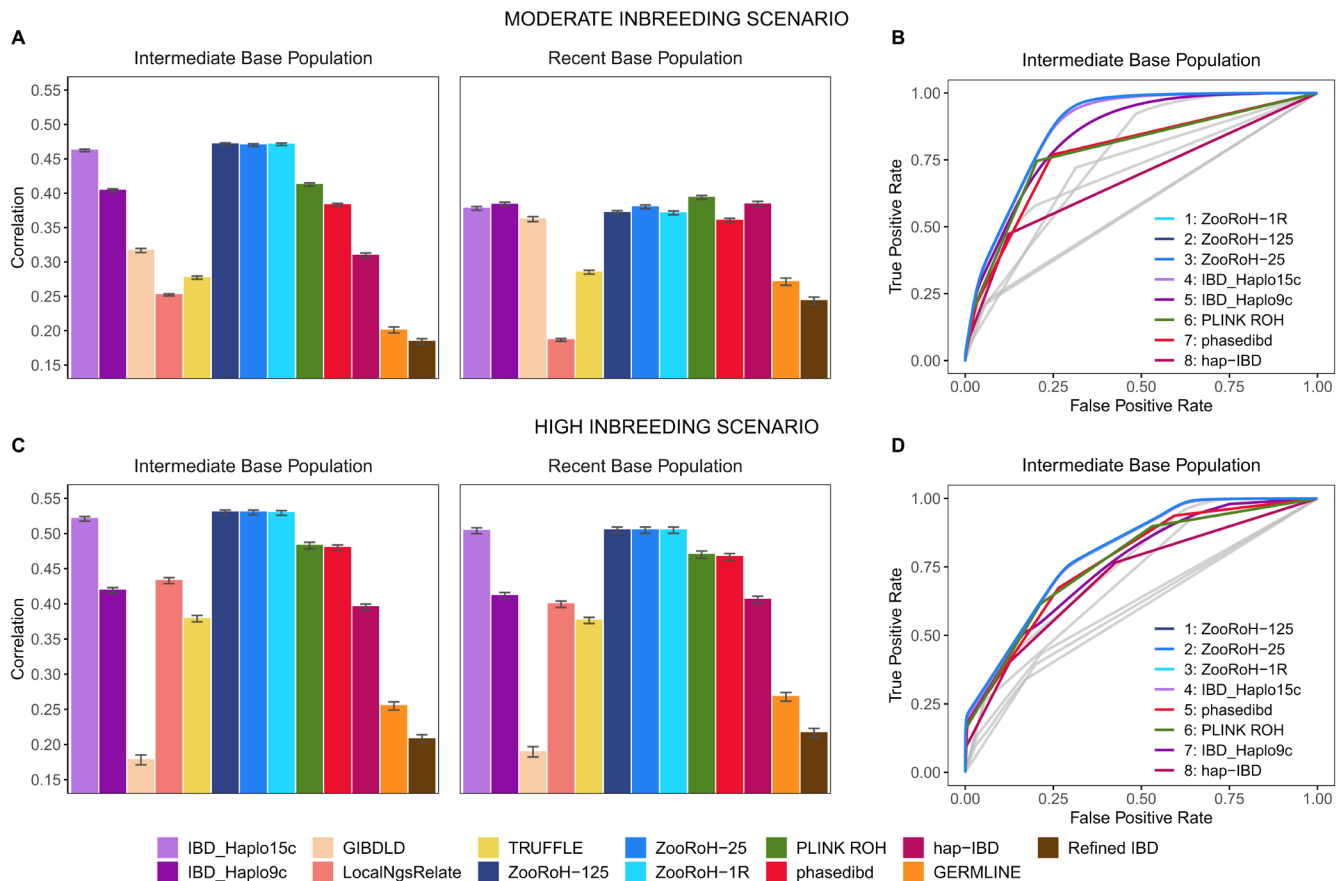 MODERATE INBREEDING SCENARIO
A
Intermediate Base Population
Recent Base Population
Correlation
0.55
0.50
0.45
0.40
0.35
0.30
0.25
0.20
0.15
B
Intermediate Base Population
True Positive Rate
1.00
0.75
0.50
0.25
0.00
1: ZooRoH−1R
2: ZooRoH−125
3: ZooRoH−25
4: IBD_Haplo15c
5: IBD_Haplo9c
6: PLINK ROH
7: phasedibd
8: hap−IBD
0.00 0.25 0.50 0.75 1.00
False Positive Rate
HIGH INBREEDING SCENARIO
C
Intermediate Base Population
Recent Base Population
Correlation
0.55
0.50
0.45
0.40
0.35
0.30
0.25
0.20
0.15
D
Intermediate Base Population
True Positive Rate
1.00
0.75
0.50
0.25
0.00
1: ZooRoH−125
2: ZooRoH−25
3: ZooRoH−1R
4: IBD_Haplo15c
5: phasedibd
6: PLINK ROH
7: IBD_Haplo9c
8: hap−IBD
0.00 0.25 0.50 0.75 1.00
False Positive Rate
IBD_Haplo15c GIBDLD TRUFFLE ZooRoH−25 PLINK ROH hap−IBD Refined IBD
IBD_Haplo9c LocalNgsRelate ZooRoH−125 ZooRoH−1R phasedibd GERMLINE